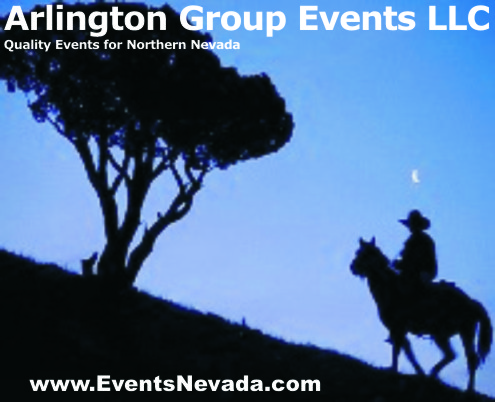 Arlington Group Events LLC
Quality Events for Northern Nevada
www.EventsNevada.com